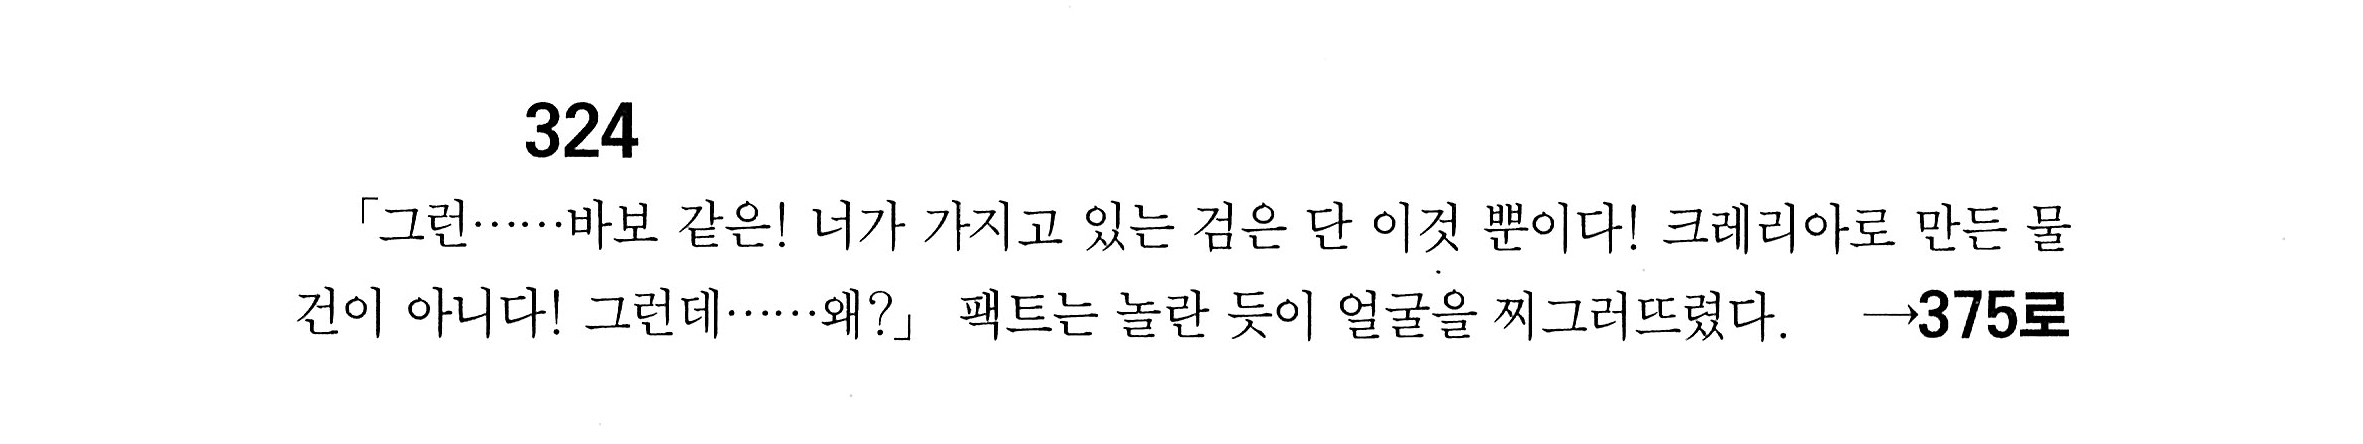 324
「그런……바보 같은! 너가 가지고 있는 검은 단 이것 뿐이다! 크레리아로 만든 물
건이 아니다! 그런데……왜?」 팩트는 놀란 듯이 얼굴을 찌그러뜨렸다. →375로